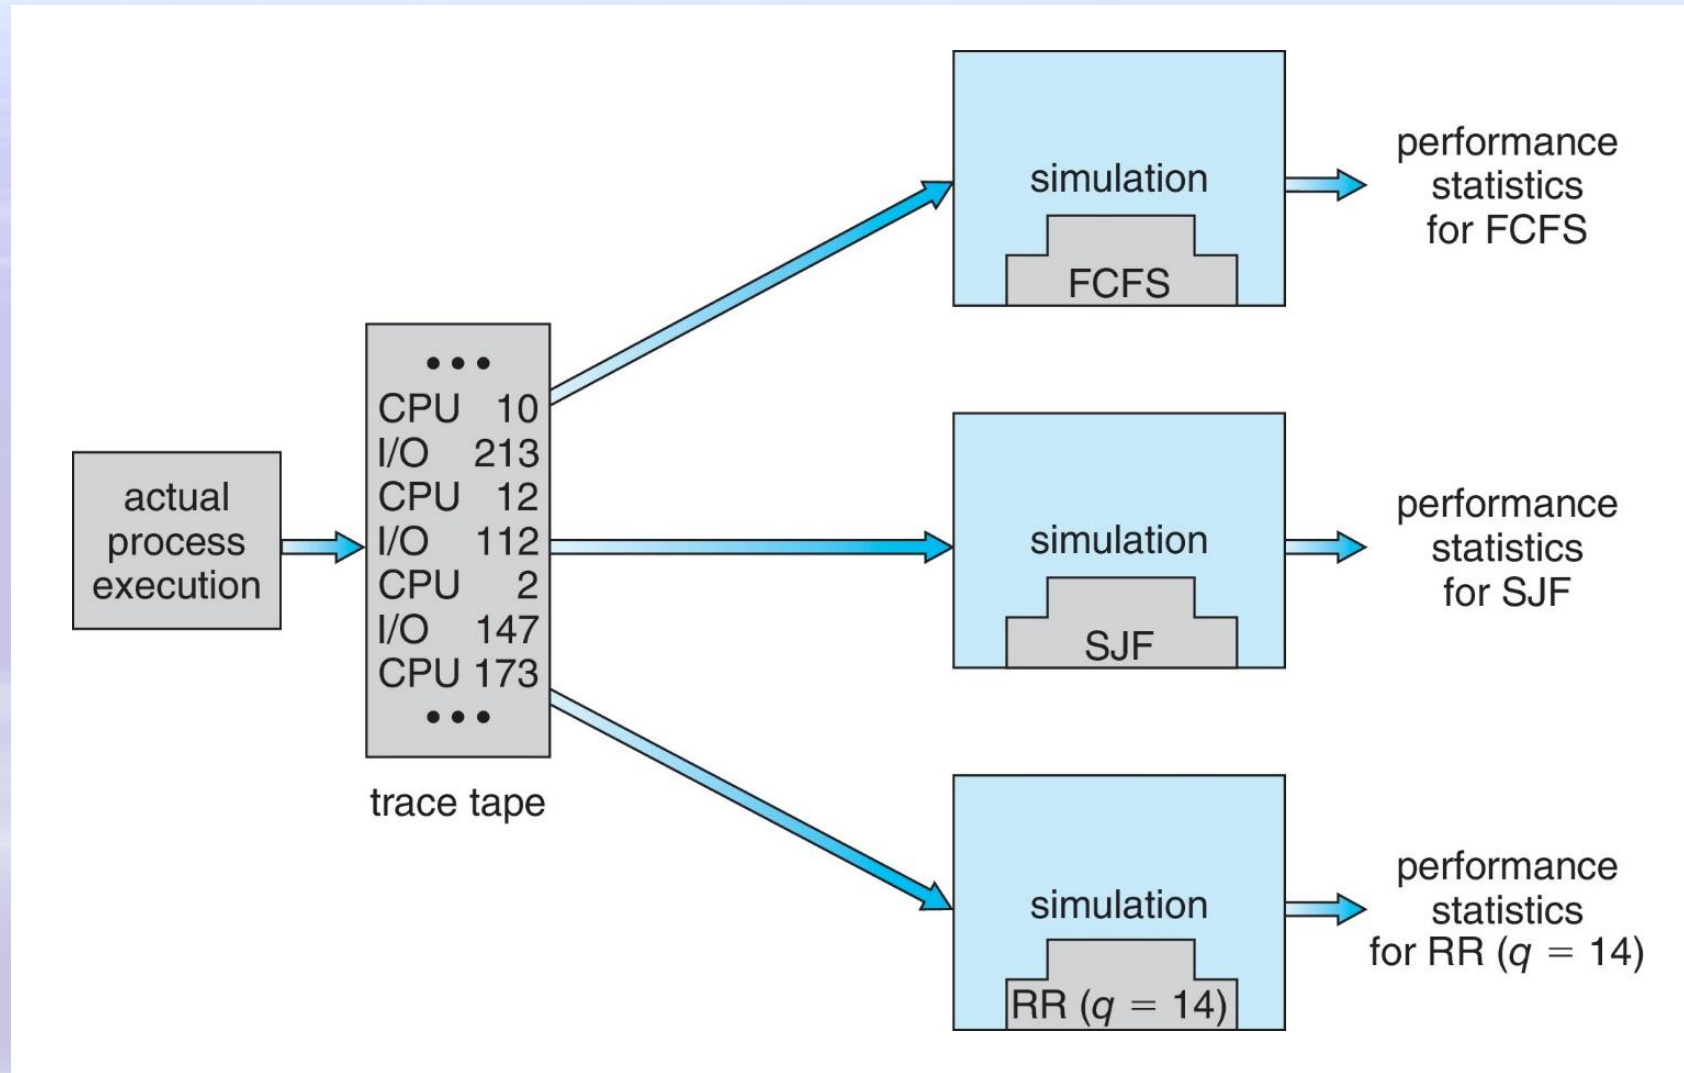 actual
process
execution
• • •
CPU 10
I/O 213
CPU 12
I/O 112
CPU 2
I/O 147
CPU 173
• • •
trace tape
simulation
FCFS
performance
statistics
for FCFS
simulation
SJF
performance
statistics
for SJF
simulation
RR (q = 14)
performance
statistics
for RR (q = 14)